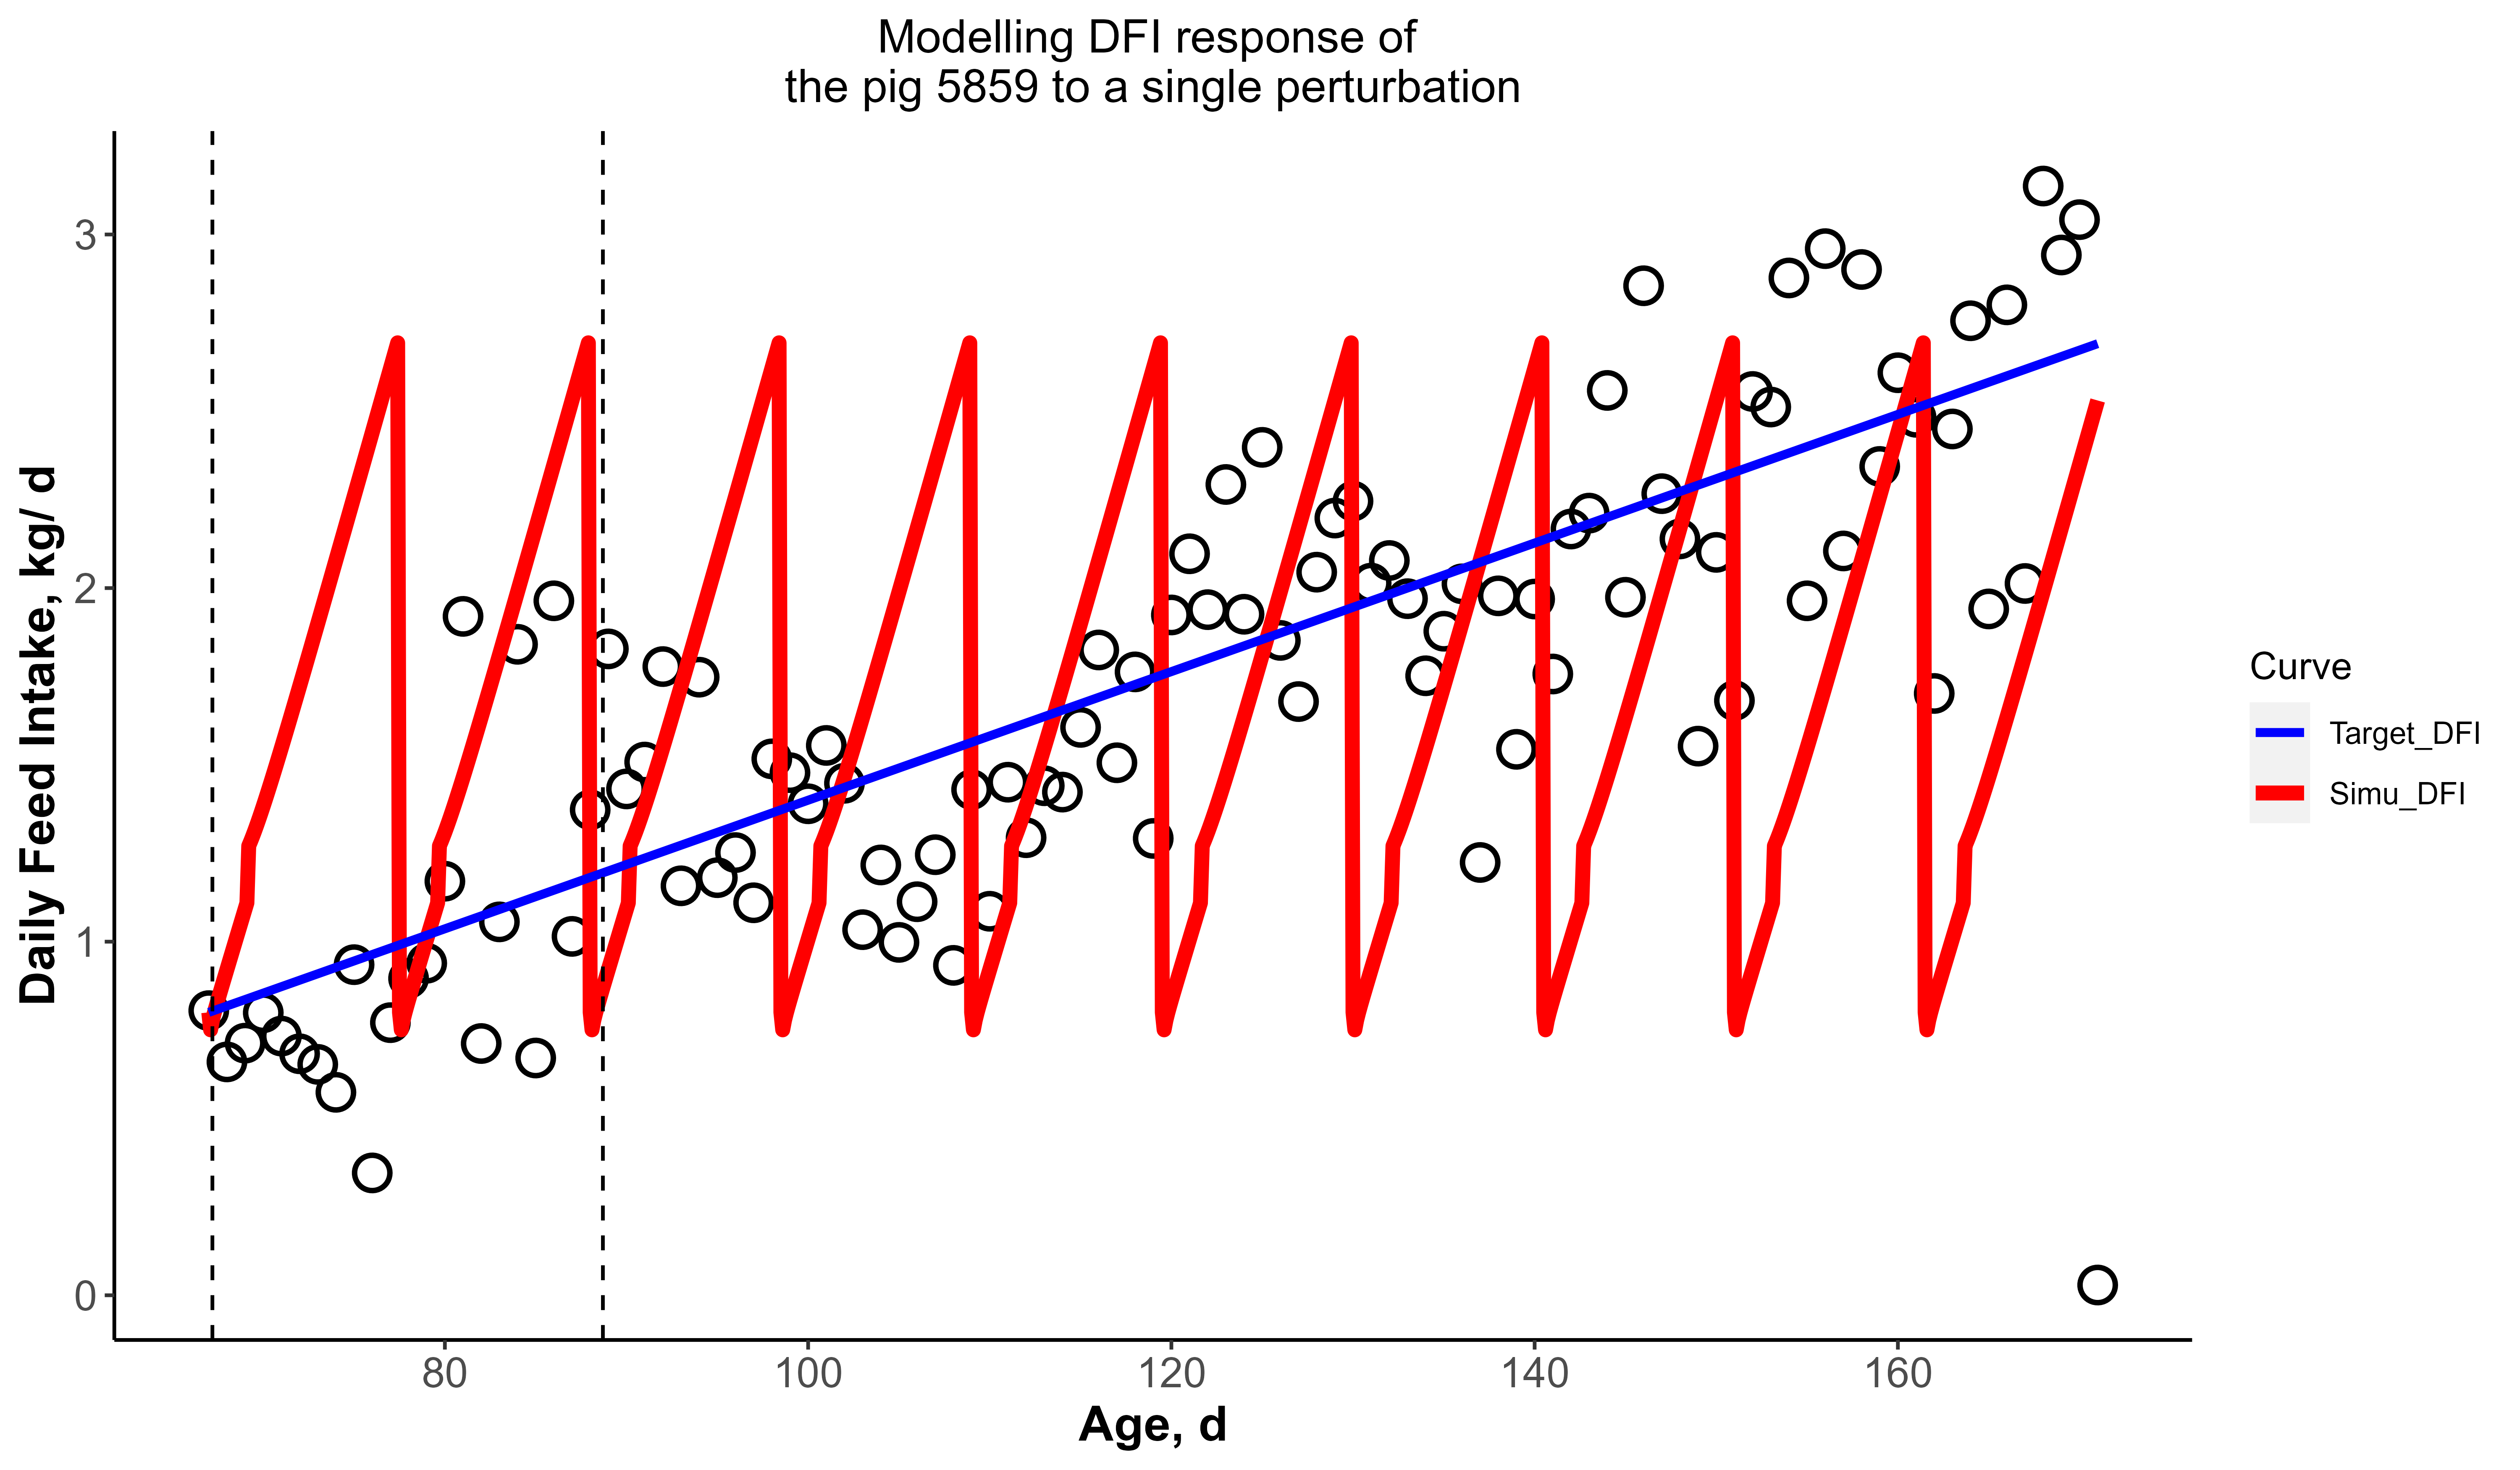 Modelling DFI response of
the pig 5859 to a single perturbation
Daily Feed Intake, kg/ d
3
2
1
0
80
100
120
140
160
Age, d
Curve
Target_DFI
Simu_DFI